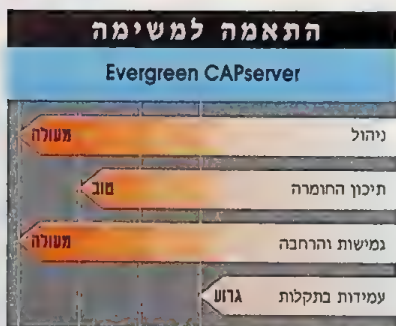 התאמה למשימה
Evergreen CAPserver
ניהול מעולה
תיכון החומרה טוב
גמישות והרחבה מעולה
עמידות בתקלות גרוע